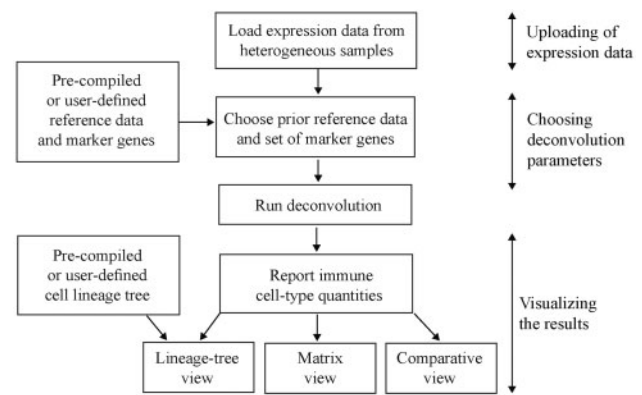 Load expression data from
heterogeneous samples
Uploading of
expression data
Pre-compiled
or user-defined
reference data
and marker genes
Choose prior reference data
and set of marker genes
Choosing
deconvolution
parameters
Run deconvolution
Pre-compiled
or user-defined
cell lineage tree
Report immune
cell-type quantities
Visualizing
the results
Lineage-tree
view
Matrix
view
Comparative
view